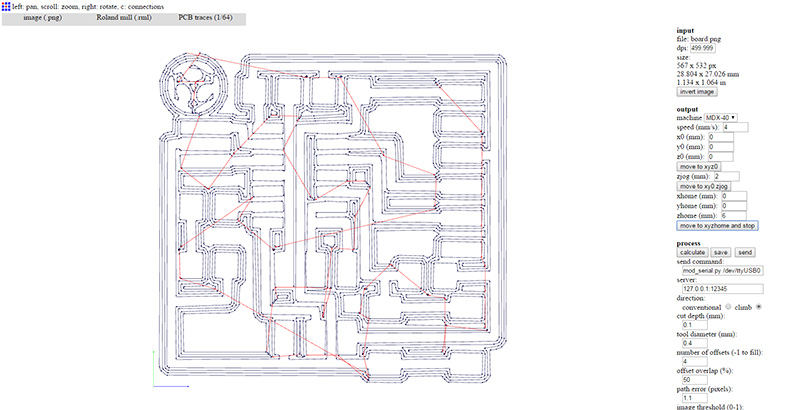 left: pan, scroll: zoom, right: rotate, c: connections
image (.png) Roland mill (.rml) PCB traces (1/64)
input
file: board.png
dpi: 499.999
size:
567 x 532 px
28.804 x 27.026 mm
1.134 x 1.064 in
invert image
output
machine MDX-40
speed (mm/s): 4
x0 (mm): 0
y0 (mm): 0
z0 (mm): 0
move to xyz0
zjog (mm): 2
move to xy0 zjog
xhome (mm): 0
yhome (mm): 0
zhome (mm): 6
move to xyzhome and stop
process
calculate save send
send command:
mod_serial.py /dev/ttyUSB0
server:
127.0.0.1:12345
direction:
conventional climb
cut depth (mm):
0.1
tool diameter (mm):
0.4
number of offsets (-1 to fill):
4
offset overlap (%):
50
path error (pixels):
1.1
image threshold (0-1):